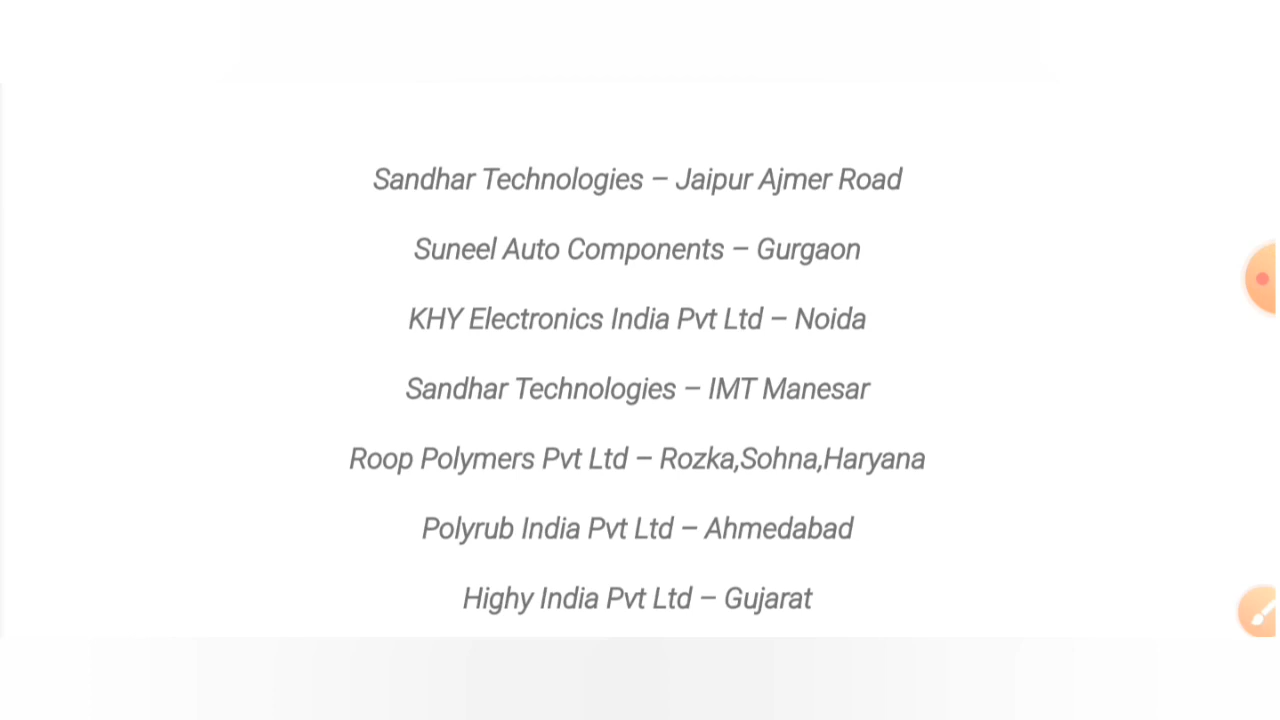 Sandhar Technologies – Jaipur Ajmer Road
Suneel Auto Components – Gurgaon
KHY Electronics India Pvt Ltd – Noida
Sandhar Technologies – IMT Manesar
Roop Polymers Pvt Ltd – Rozka,Sohna,Haryana
Polyrub India Pvt Ltd – Ahmedabad
Highy India Pvt Ltd – Gujarat